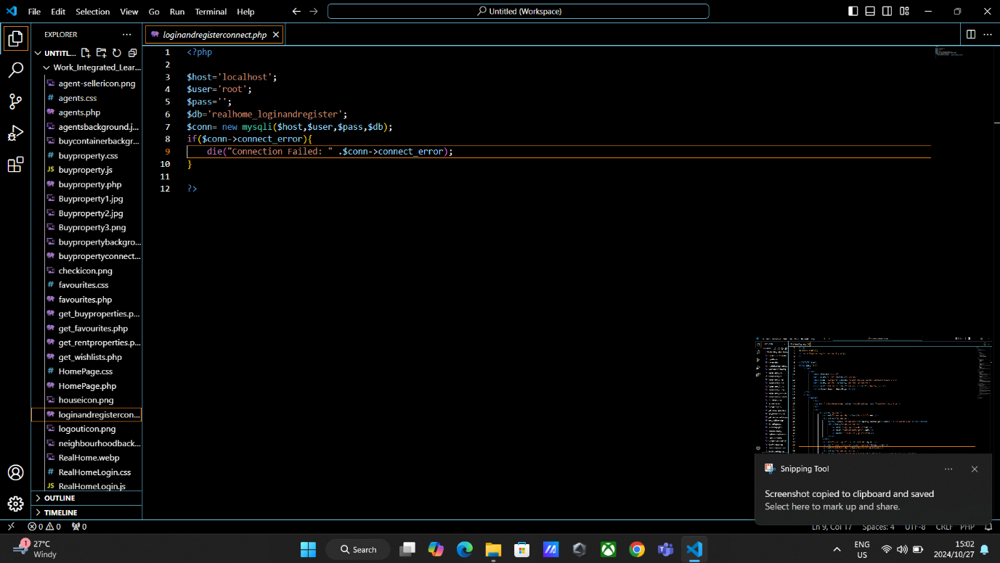 File Edit Selection View Go Run Terminal Help
Untitled (Workspace)
EXPLORER
UNTITL...
Work_Integrated_Lear...
agent-sellericon.png
agents.css
agents.php
agentsbackground.j...
buycontainerbackgr...
buyproperty.css
JS buyproperty.js
buyproperty.php
Buyproperty1.jpg
Buyproperty2.jpg
Buyproperty3.png
buypropertybackgro...
buypropertyconnect...
checkicon.png
favourites.css
favourites.php
get_buyproperties.p...
get_favourites.php
get_rentproperties.p...
get_wishlists.php
HomePage.css
HomePage.php
houseicon.png
loginandregistercon...
logouticon.png
neighbourhoodback...
RealHome.webp
RealHomeLogin.css
JS RealHomeLogin.js
OUTLINE
TIMELINE
loginandregisterconnect.php
1 <?php
2
3 $host='localhost';
4 $user='root';
5 $pass='';
6 $db='realhome_loginandregister';
7 $conn= new mysqli($host,$user,$pass,$db);
8 if($conn->connect_error){
9 die("Connection Failed: " .$conn->connect_error);
10 }
11
12 ?>
Snipping Tool
Screenshot copied to clipboard and saved
Select here to mark up and share.
0 0 0
Ln 9, Col 17 Spaces: 4 UTF-8 CRLF PHP
1
27°C
Windy
Search
ENG
US
15:02
2024/10/27